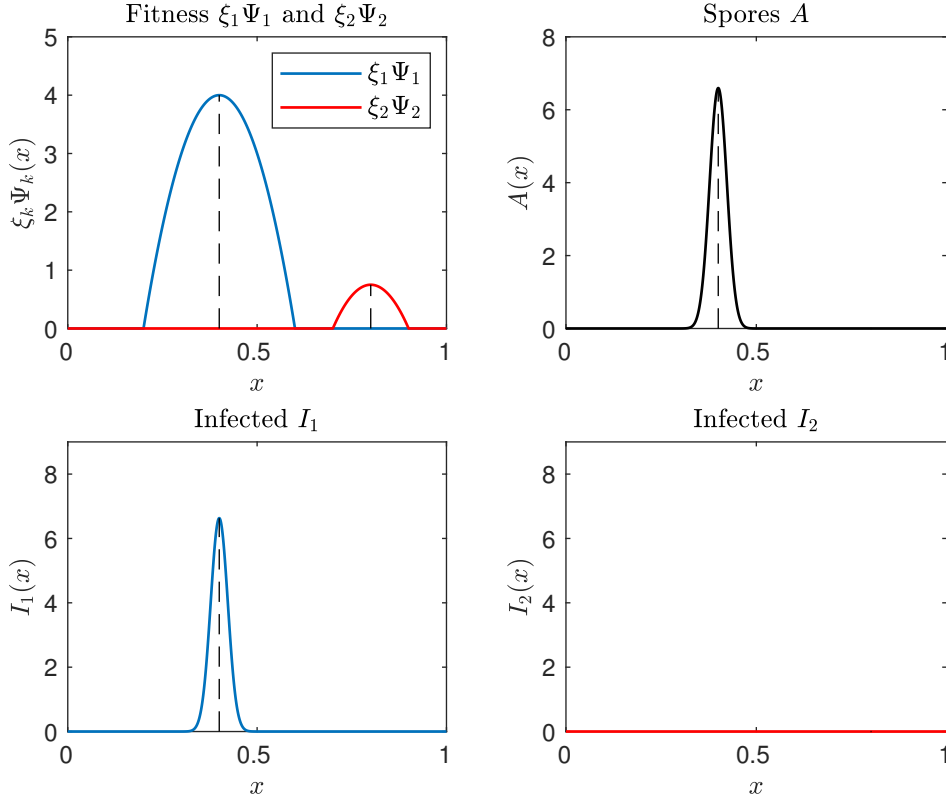 Fitness ξ₁Ψ₁ and ξ₂Ψ₂
5
4
3
2
1
0
ξₖΨₖ(x)
ξ₁Ψ₁
ξ₂Ψ₂
0 0.5 1
x
Spores A
8
6
4
2
0
A(x)
0 0.5 1
x
Infected I₁
8
6
4
2
0
I₁(x)
0 0.5 1
x
Infected I₂
8
6
4
2
0
I₂(x)
0 0.5 1
x